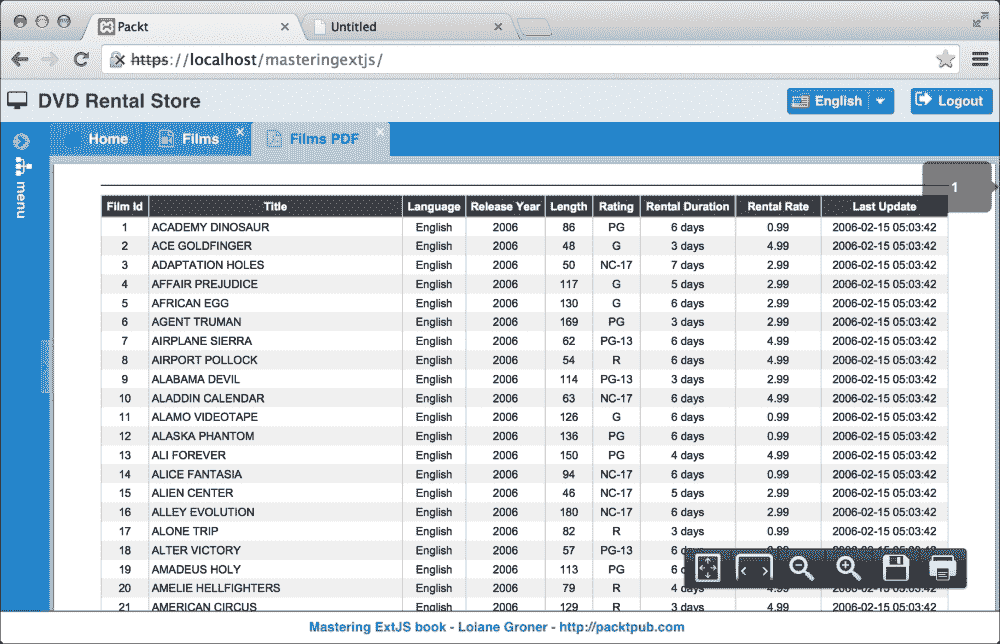 Packt
Untitled
https://localhost/masteringextjs/
DVD Rental Store
English
Logout
Home
Films
Films PDF
menu
1
Film Id Title Language Release Year Length Rating Rental Duration Rental Rate Last Update
1 ACADEMY DINOSAUR English 2006 86 PG 6 days 0.99 2006-02-15 05:03:42
2 ACE GOLDFINGER English 2006 48 G 3 days 4.99 2006-02-15 05:03:42
3 ADAPTATION HOLES English 2006 50 NC-17 7 days 2.99 2006-02-15 05:03:42
4 AFFAIR PREJUDICE English 2006 117 G 5 days 2.99 2006-02-15 05:03:42
5 AFRICAN EGG English 2006 130 G 6 days 2.99 2006-02-15 05:03:42
6 AGENT TRUMAN English 2006 169 PG 3 days 2.99 2006-02-15 05:03:42
7 AIRPLANE SIERRA English 2006 62 PG-13 6 days 4.99 2006-02-15 05:03:42
8 AIRPORT POLLOCK English 2006 54 R 6 days 4.99 2006-02-15 05:03:42
9 ALABAMA DEVIL English 2006 114 PG-13 3 days 2.99 2006-02-15 05:03:42
10 ALADDIN CALENDAR English 2006 63 NC-17 6 days 4.99 2006-02-15 05:03:42
11 ALAMO VIDEOTAPE English 2006 126 G 6 days 0.99 2006-02-15 05:03:42
12 ALASKA PHANTOM English 2006 136 PG 6 days 0.99 2006-02-15 05:03:42
13 ALI FOREVER English 2006 150 PG 4 days 4.99 2006-02-15 05:03:42
14 ALICE FANTASIA English 2006 94 NC-17 6 days 0.99 2006-02-15 05:03:42
15 ALIEN CENTER English 2006 46 NC-17 5 days 2.99 2006-02-15 05:03:42
16 ALLEY EVOLUTION English 2006 180 NC-17 6 days 2.99 2006-02-15 05:03:42
17 ALONE TRIP English 2006 82 R 3 days 0.99 2006-02-15 05:03:42
18 ALTER VICTORY English 2006 57 PG-13
19 AMADEUS HOLY English 2006 113 PG
20 AMELIE HELLFIGHTERS English 2006 79 R
21 AMERICAN CIRCUS English 2006 129 R 3 days 4.99 2006-02-15 05:03:42
Mastering ExtJS book - Loiane Groner - http://packtpub.com